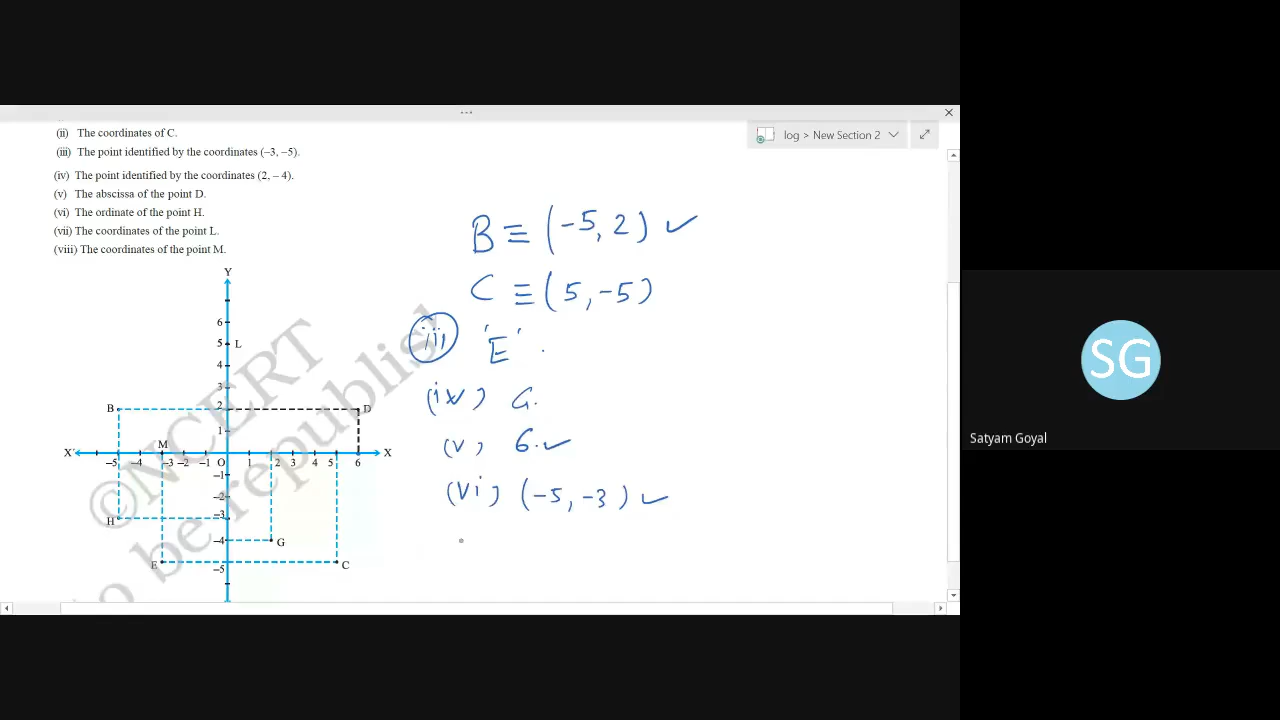 ...
log > New Section 2
(ii) The coordinates of C.
(iii) The point identified by the coordinates (–3, –5).
(iv) The point identified by the coordinates (2, – 4).
(v) The abscissa of the point D.
(vi) The ordinate of the point H.
(vii) The coordinates of the point L.
(viii) The coordinates of the point M.
B ≡ (-5, 2) ✓
C ≡ (5, -5)
iii 'E' .
(iv) G.
(v) 6. ✓
(vi) (-5, -3) ✓
Y
6
5 L
4
3
B 2 D
1
M
X' –5 –4 –3 –2 –1 O 1 2 3 4 5 6 X
–1
–2
H –3
–4 G
E –5 C
©NCERT
to be republish
SG
Satyam Goyal